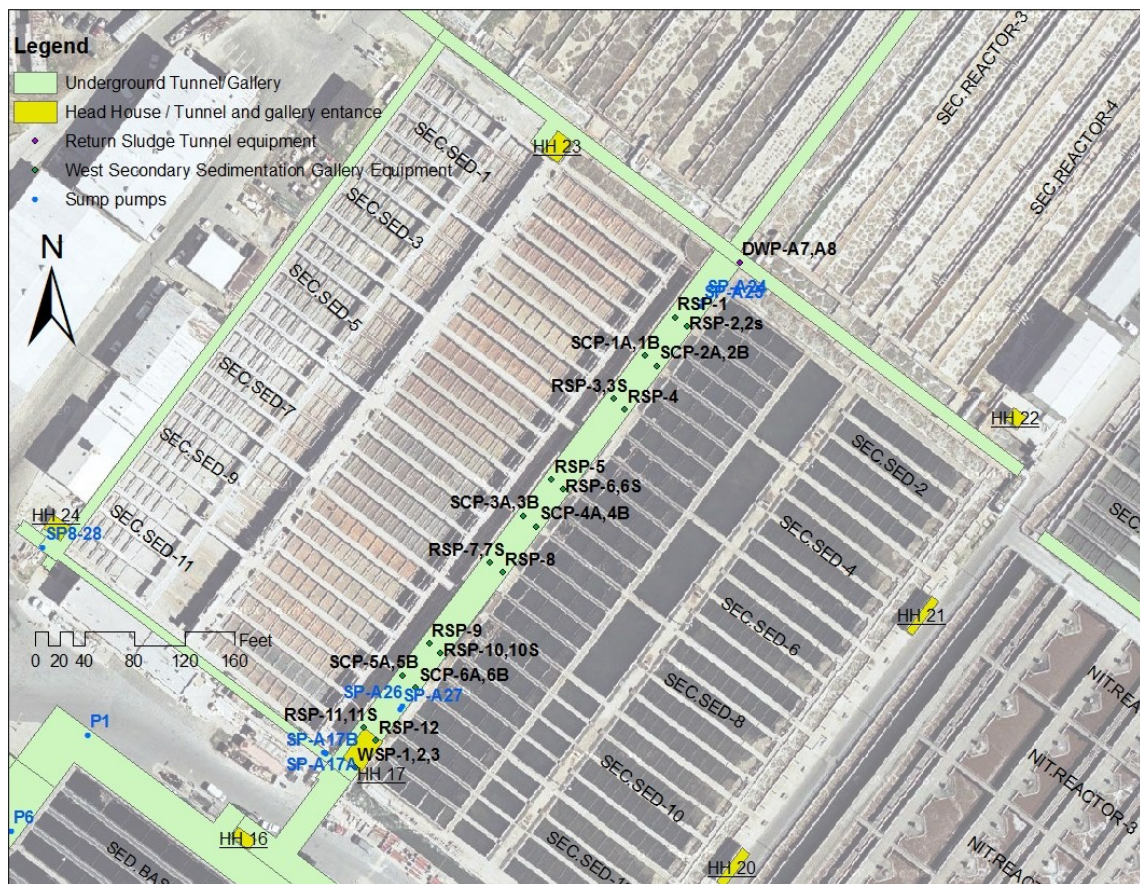 Legend
Underground Tunnel/Gallery
Head House / Tunnel and gallery entance
Return Sludge Tunnel equipment
West Secondary Sedimentation Gallery Equipment
Sump pumps
N
SEC.REACTOR-3
SEC.REACTOR-4
SEC.SED-1
SEC.SED-3
SEC.SED-5
SEC.SED-7
SEC.SED-9
SEC.SED-11
HH 23
DWP-A7,A8
SP-A24
SP-A25
RSP-1
RSP-2,2s
SCP-1A,1B
SCP-2A,2B
RSP-3,3S
RSP-4
HH 22
SEC.SED-2
RSP-5
RSP-6,6S
SCP-3A,3B
SCP-4A,4B
SEC.SED-4
HH 24
SP8-28
RSP-7,7S
RSP-8
SEC.SED-6
HH 21
Feet
0 20 40 80 120 160
RSP-9
RSP-10,10S
SCP-5A,5B
SCP-6A,6B
SEC.SED-8
SP-A26
SP-A27
RSP-11,11S
RSP-12
P1
SP-A17B
SP-A17A
WSP-1,2,3
HH 17
SEC.SED-10
NIT.REACTOR-3
P6
HH 16
SED.BAS
HH 20